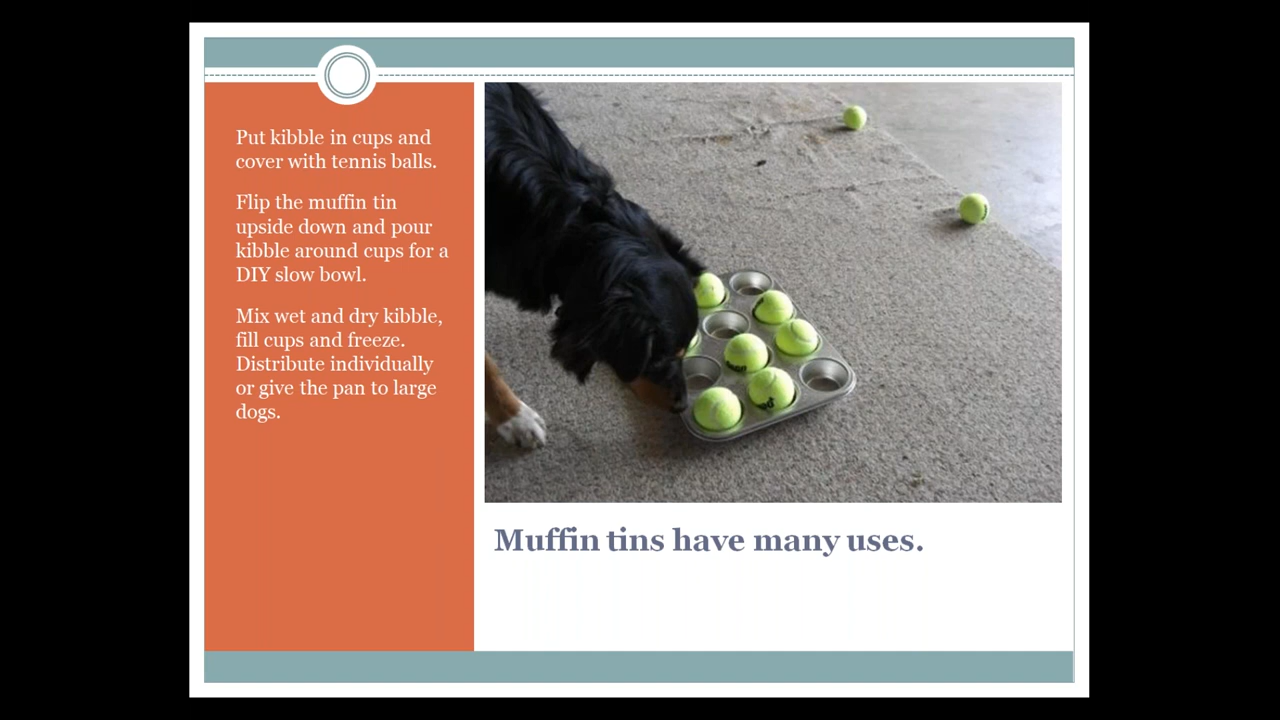 Put kibble in cups and
cover with tennis balls.
Flip the muffin tin
upside down and pour
kibble around cups for a
DIY slow bowl.
Mix wet and dry kibble,
fill cups and freeze.
Distribute individually
or give the pan to large
dogs.
Muffin tins have many uses.